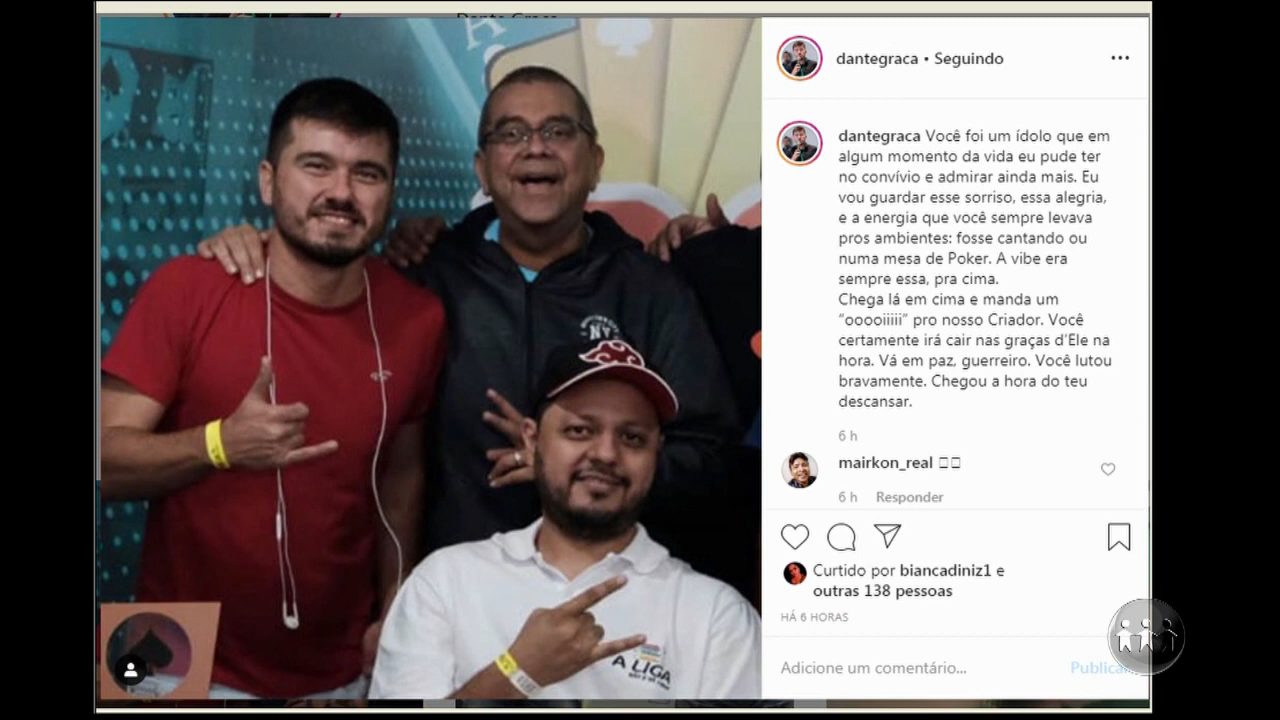 dantegraca • Seguindo
dantegraca Você foi um ídolo que em
algum momento da vida eu pude ter
no convívio e admirar ainda mais. Eu
vou guardar esse sorriso, essa alegria,
e a energia que você sempre levava
pros ambientes: fosse cantando ou
numa mesa de Poker. A vibe era
sempre essa, pra cima.
Chega lá em cima e manda um
“ooooiiiii” pro nosso Criador. Você
certamente irá cair nas graças d'Ele na
hora. Vá em paz, guerreiro. Você lutou
bravamente. Chegou a hora do teu
descansar.
6 h
mairkon_real
6 h Responder
Curtido por biancadiniz1 e
outras 138 pessoas
HÁ 6 HORAS
Adicione um comentário...
NY
A LIGA